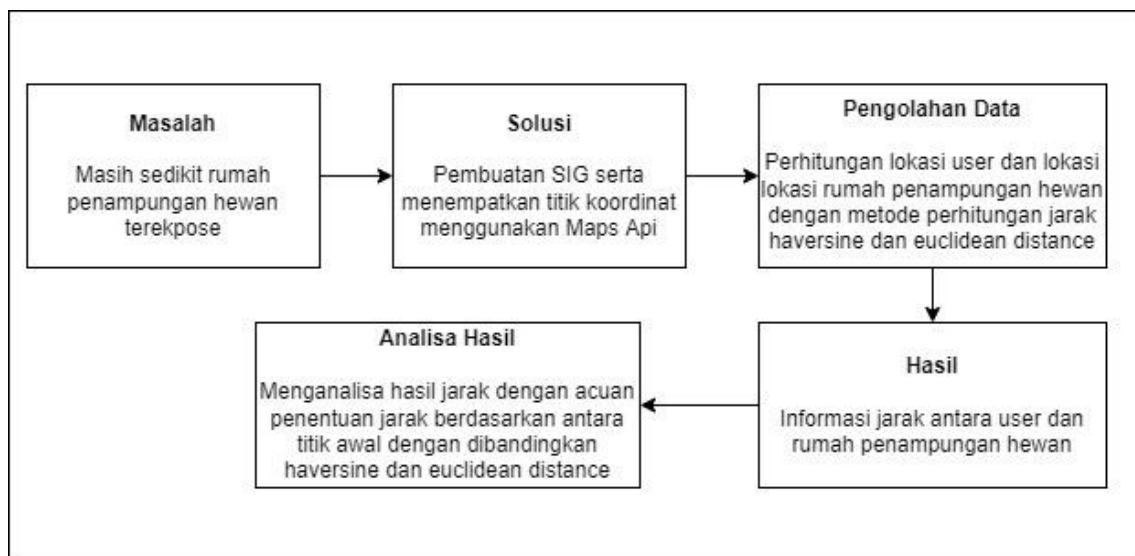 Masalah
Masih sedikit rumah
penampungan hewan
terekpose
Solusi
Pembuatan SIG serta
menempatkan titik koordinat
menggunakan Maps Api
Pengolahan Data
Perhitungan lokasi user dan lokasi
lokasi rumah penampungan hewan
dengan metode perhitungan jarak
haversine dan euclidean distance
Hasil
Informasi jarak antara user dan
rumah penampungan hewan
Analisa Hasil
Menganalisa hasil jarak dengan acuan
penentuan jarak berdasarkan antara
titik awal dengan dibandingkan
haversine dan euclidean distance